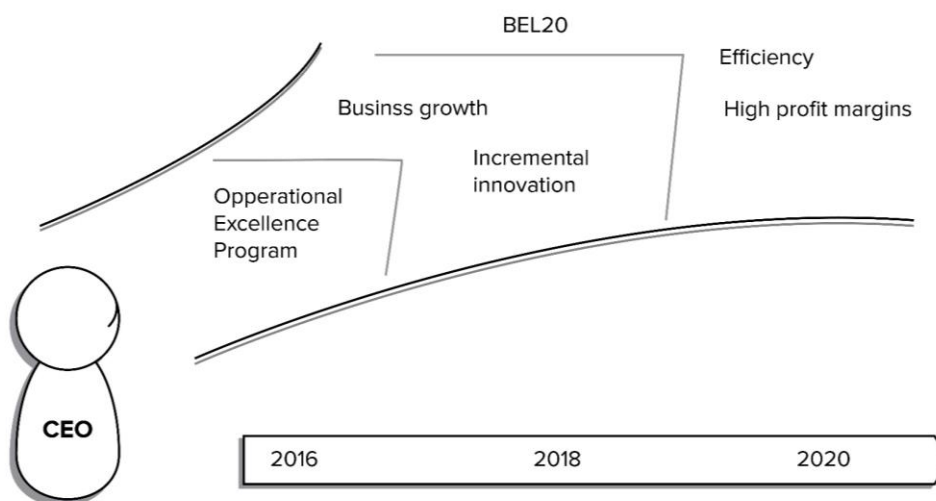 BEL20
Efficiency
Businss growth
High profit margins
Incremental
innovation
Opperational
Excellence
Program
CEO
2016 2018 2020